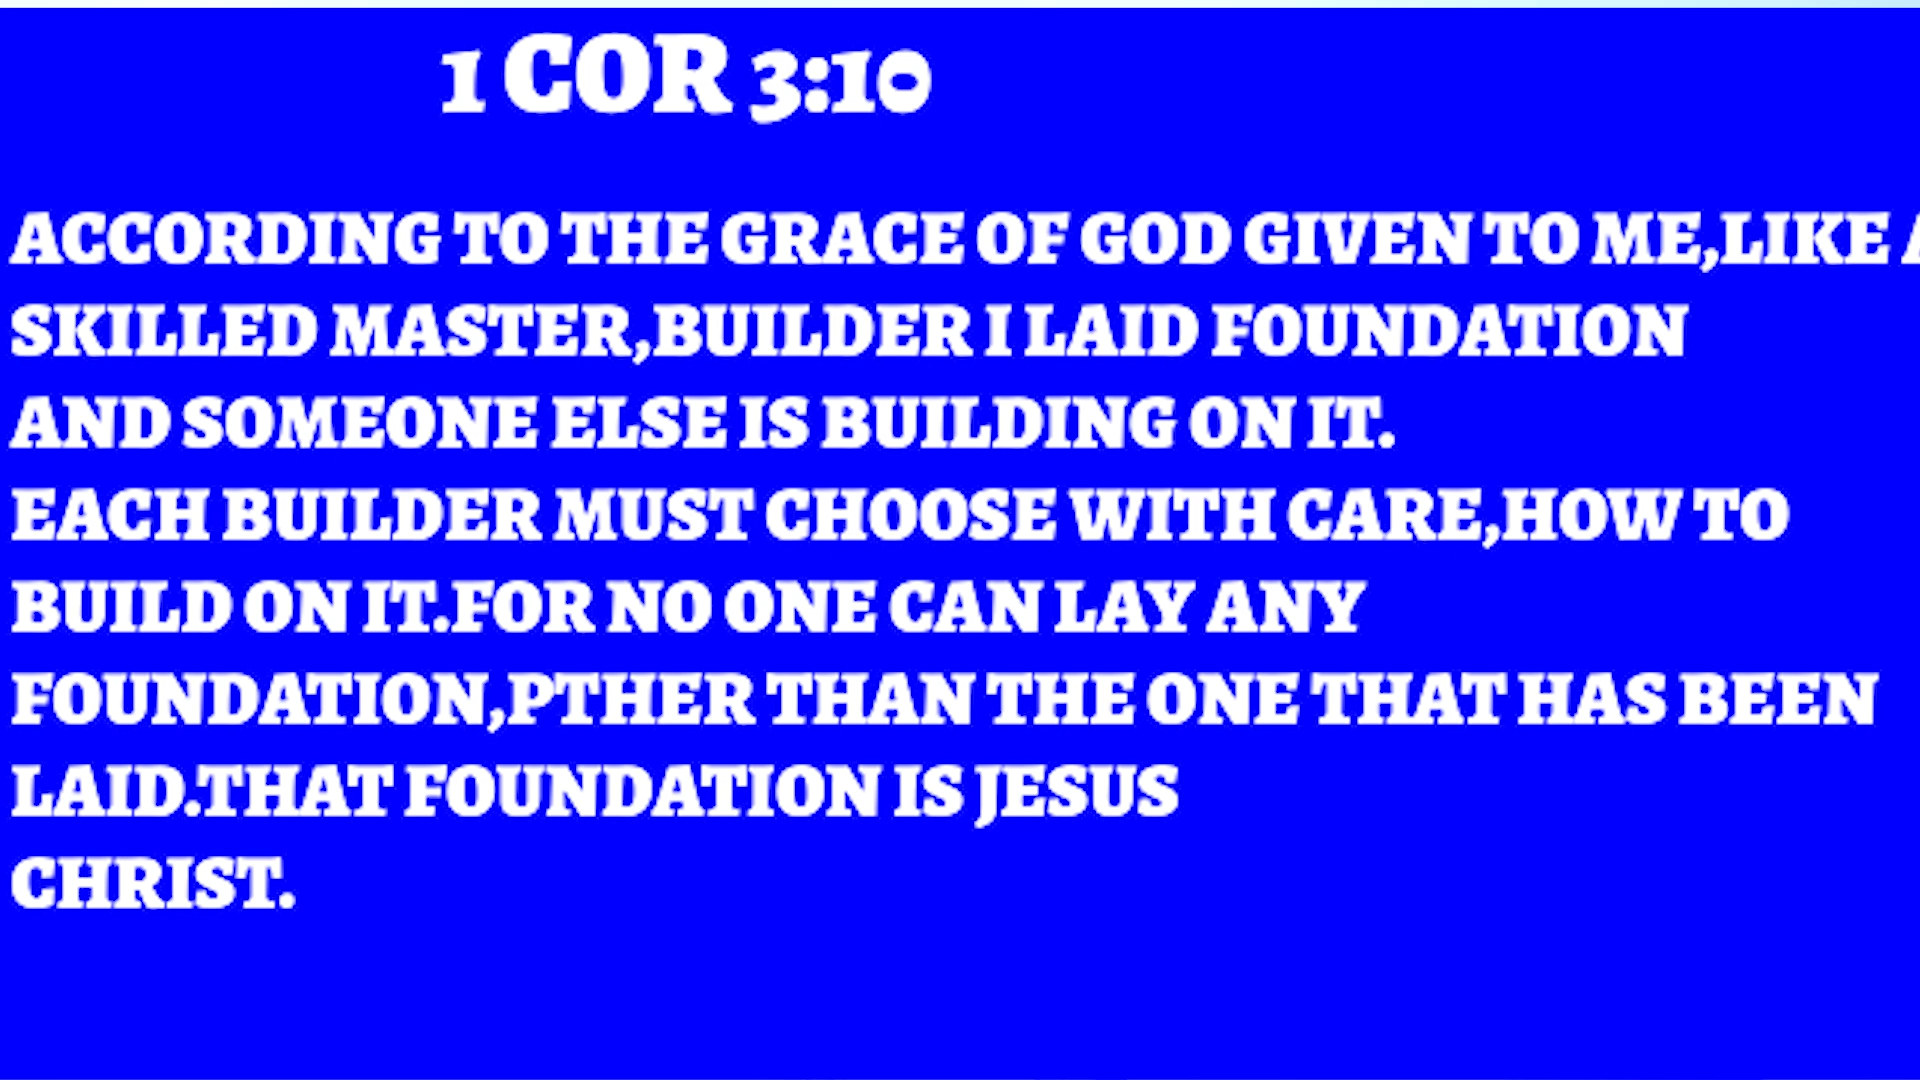 1 COR 3:10
ACCORDING TO THE GRACE OF GOD GIVEN TO ME,LIKE A
SKILLED MASTER,BUILDER I LAID FOUNDATION
AND SOMEONE ELSE IS BUILDING ON IT.
EACH BUILDER MUST CHOOSE WITH CARE,HOW TO
BUILD ON IT.FOR NO ONE CAN LAY ANY
FOUNDATION,PTHER THAN THE ONE THAT HAS BEEN
LAID.THAT FOUNDATION IS JESUS
CHRIST.